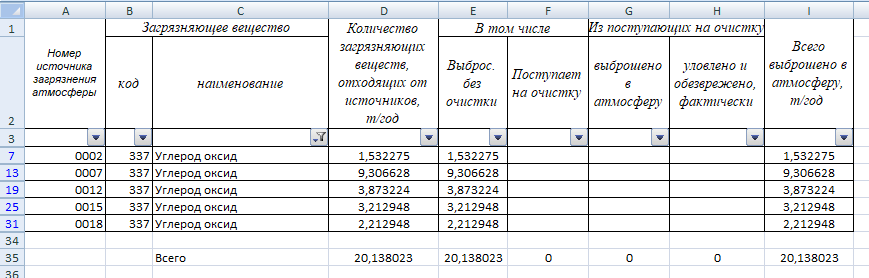 A B C D E F G H I
1 Загрязняющее вещество Количество загрязняющих веществ, отходящих от источников, т/год В том числе Из поступающих на очистку Всего выброшено в атмосферу, т/год
2 Номер источника загрязнения атмосферы код наименование Выброс. без очистки Поступает на очистку выброшено в атмосферу уловлено и обезврежено, фактически
3
7 0002 337 Углерод оксид 1,532275 1,532275 1,532275
13 0007 337 Углерод оксид 9,306628 9,306628 9,306628
19 0012 337 Углерод оксид 3,873224 3,873224 3,873224
25 0015 337 Углерод оксид 3,212948 3,212948 3,212948
31 0018 337 Углерод оксид 2,212948 2,212948 2,212948
34
35 Всего 20,138023 20,138023 0 0 0 20,138023
36